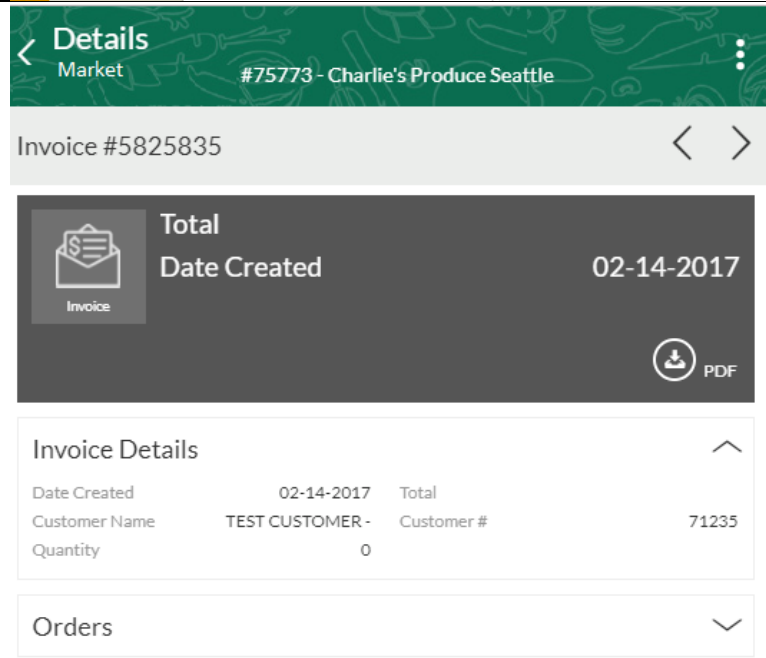 Details
Market
#75773 - Charlie's Produce Seattle
Invoice #5825835
Invoice
Total
Date Created 02-14-2017
PDF
Invoice Details
Date Created 02-14-2017 Total
Customer Name TEST CUSTOMER - Customer # 71235
Quantity 0
Orders